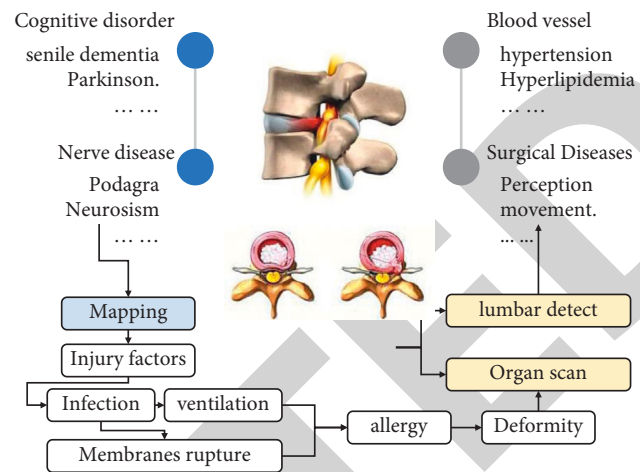 Cognitive disorder
senile dementia
Parkinson.
... ...
Nerve disease
Podagra
Neurosism
... ...
Blood vessel
hypertension
Hyperlipidemia
... ...
Surgical Diseases
Perception
movement.
... ...
Mapping
Injury factors
Infection
ventilation
Membranes rupture
allergy
Deformity
lumbar detect
Organ scan